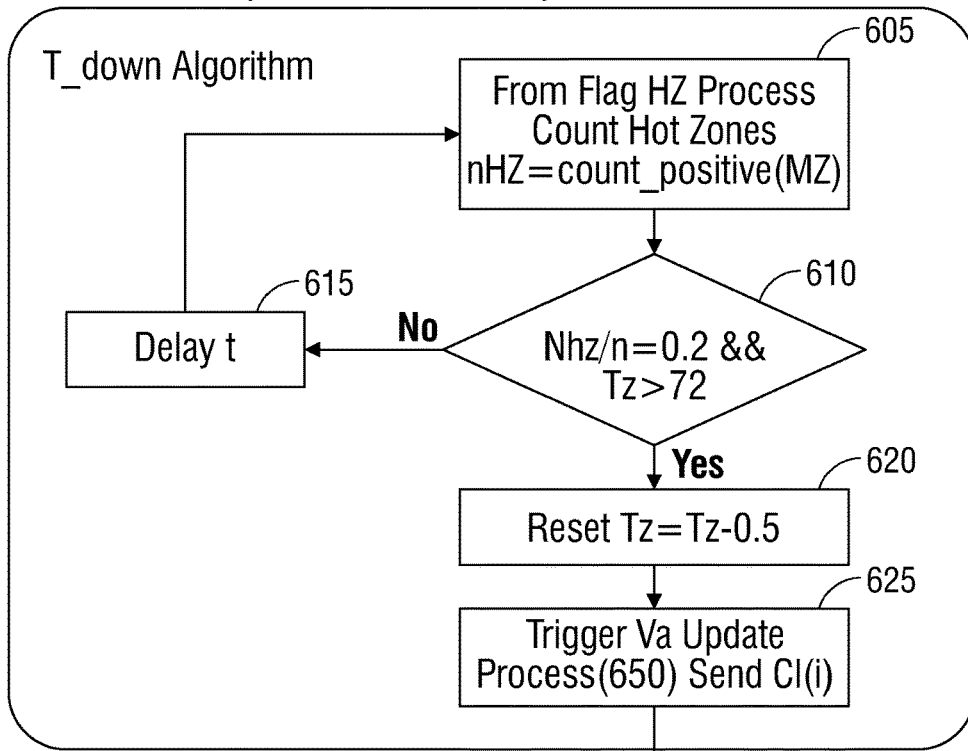 T_down Algorithm
605
From Flag HZ Process
Count Hot Zones
nHZ=count_positive(MZ)
610
615
No
Delay t
Nhz/n=0.2 &&
Tz>72
Yes
620
Reset Tz=Tz-0.5
625
Trigger Va Update
Process(650) Send Cl(i)